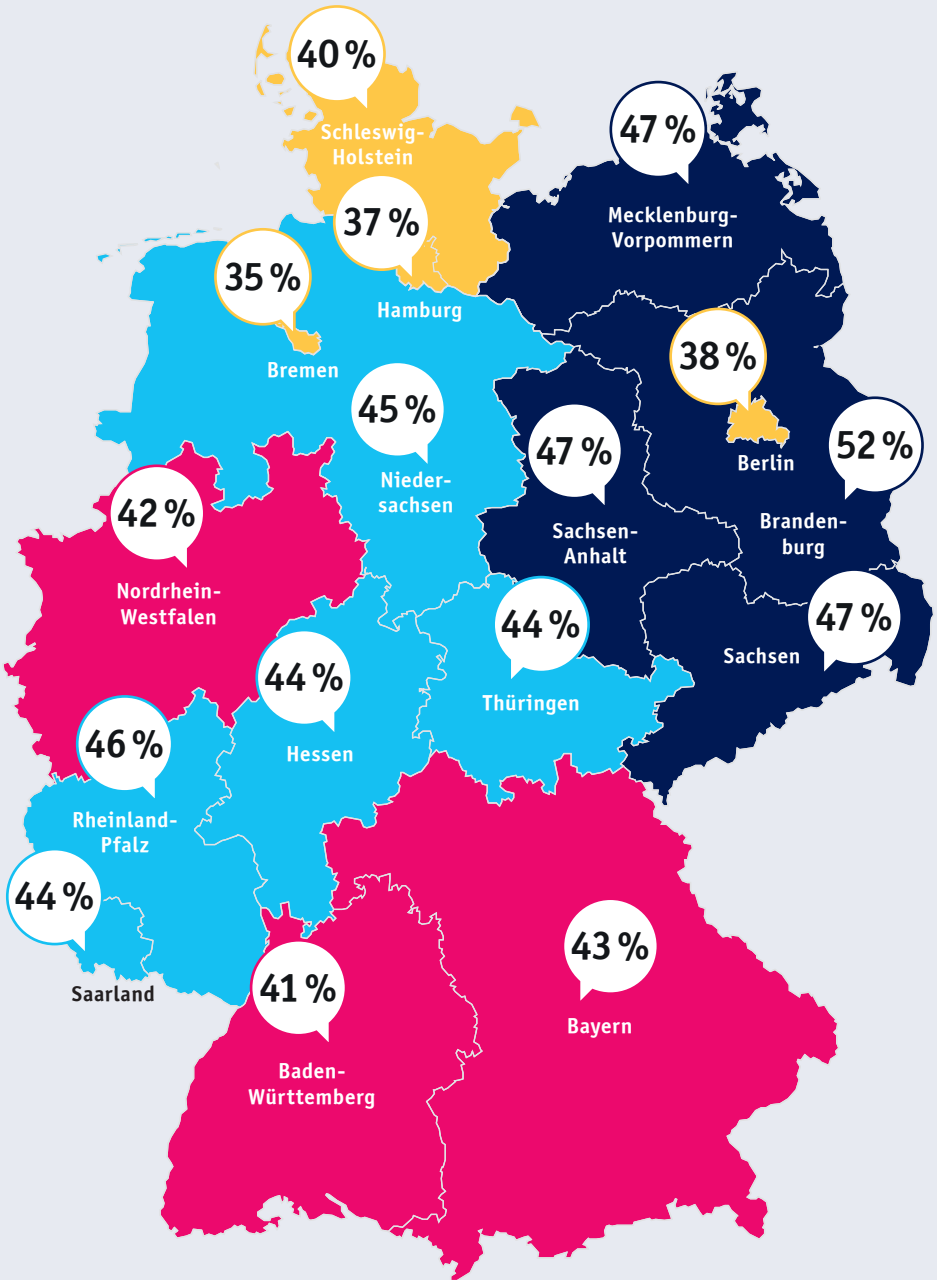 40 %
Schleswig-
Holstein
47 %
Mecklenburg-
Vorpommern
37 %
Hamburg
35 %
Bremen
38 %
Berlin
45 %
Nieder-
sachsen
47 %
Sachsen-
Anhalt
52 %
Branden-
burg
42 %
Nordrhein-
Westfalen
44 %
Thüringen
47 %
Sachsen
44 %
Hessen
46 %
Rheinland-
Pfalz
44 %
Saarland
41 %
Baden-
Württemberg
43 %
Bayern